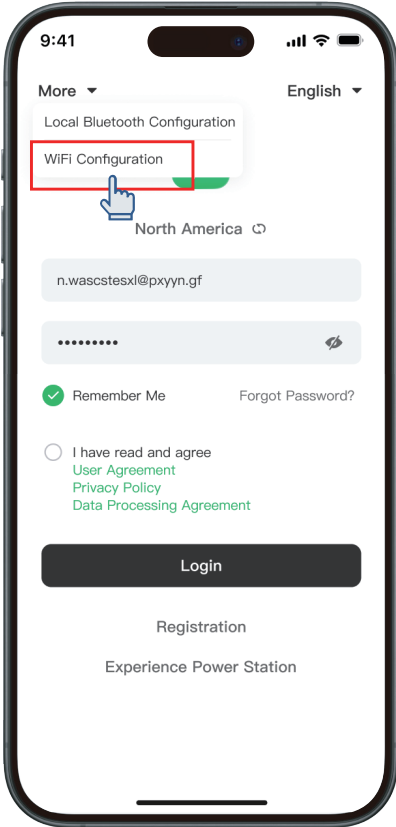 9:41
More
English
Local Bluetooth Configuration
WiFi Configuration
North America
n.wascstesxl@pxyyn.gf
•••••••••
Remember Me
Forgot Password?
I have read and agree
User Agreement
Privacy Policy
Data Processing Agreement
Login
Registration
Experience Power Station